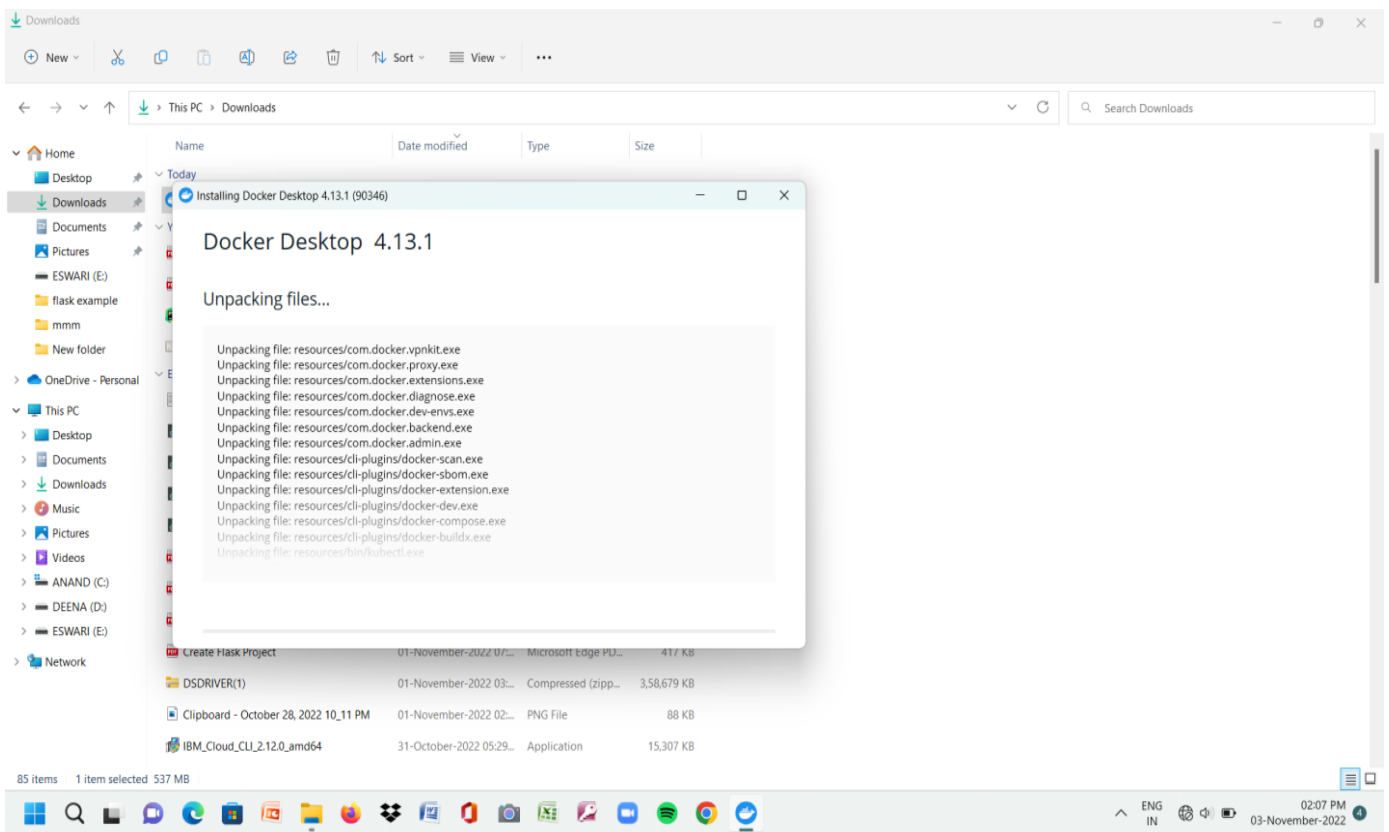 Downloads
New
Sort
View
This PC > Downloads
Search Downloads
Name Date modified Type Size
Home
Desktop
Downloads
Documents
Pictures
ESWARI (E:)
flask example
mmm
New folder
OneDrive - Personal
This PC
Desktop
Documents
Downloads
Music
Pictures
Videos
ANAND (C:)
DEENA (D:)
ESWARI (E:)
Network
Today
Installing Docker Desktop 4.13.1 (90346)
Docker Desktop 4.13.1
Unpacking files...
Unpacking file: resources/com.docker.vpnkit.exe
Unpacking file: resources/com.docker.proxy.exe
Unpacking file: resources/com.docker.extensions.exe
Unpacking file: resources/com.docker.diagnose.exe
Unpacking file: resources/com.docker.dev-envs.exe
Unpacking file: resources/com.docker.backend.exe
Unpacking file: resources/com.docker.admin.exe
Unpacking file: resources/cli-plugins/docker-scan.exe
Unpacking file: resources/cli-plugins/docker-sbom.exe
Unpacking file: resources/cli-plugins/docker-extension.exe
Unpacking file: resources/cli-plugins/docker-dev.exe
Unpacking file: resources/cli-plugins/docker-compose.exe
Unpacking file: resources/cli-plugins/docker-buildx.exe
Unpacking file: resources/bin/kubectl.exe
Create Flask Project 01-November-2022 07:... Microsoft Edge PD... 417 KB
DSDRIVER(1) 01-November-2022 03:... Compressed (zipp... 3,58,679 KB
Clipboard - October 28, 2022 10_11 PM 01-November-2022 02:... PNG File 88 KB
IBM_Cloud_CLI_2.12.0_amd64 31-October-2022 05:29... Application 15,307 KB
85 items 1 item selected 537 MB
ENG
IN
02:07 PM
03-November-2022
4